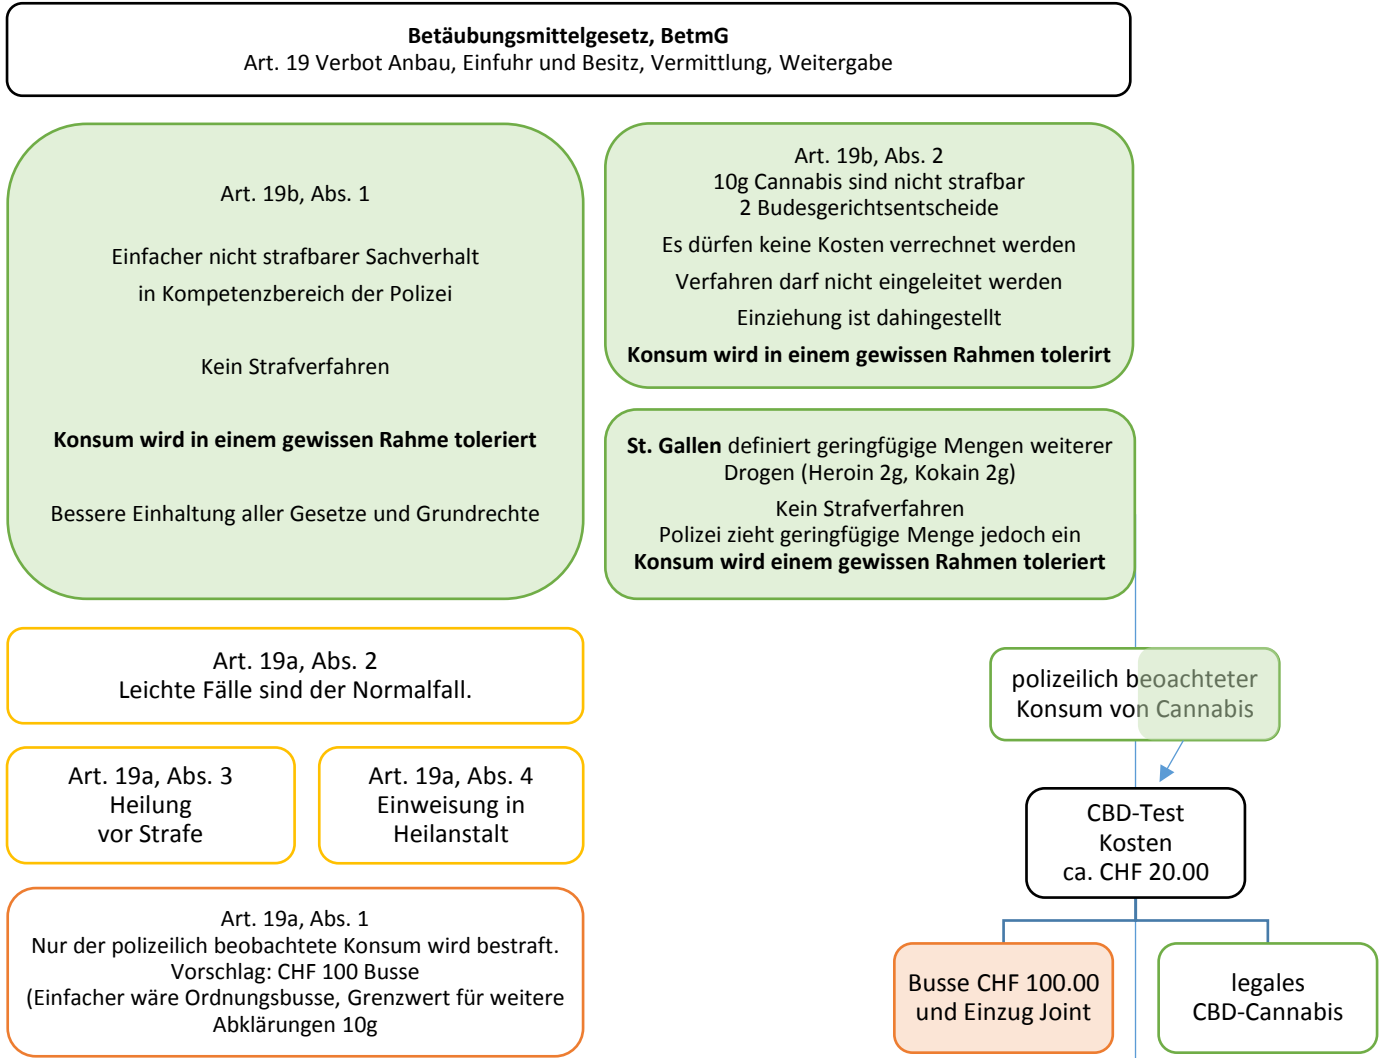 Betäubungsmittelgesetz, BetmG
Art. 19 Verbot Anbau, Einfuhr und Besitz, Vermittlung, Weitergabe
Art. 19b, Abs. 1
Einfacher nicht strafbarer Sachverhalt
in Kompetenzbereich der Polizei
Kein Strafverfahren
Konsum wird in einem gewissen Rahme toleriert
Bessere Einhaltung aller Gesetze und Grundrechte
Art. 19b, Abs. 2
10g Cannabis sind nicht strafbar
2 Budesgerichtsentscheide
Es dürfen keine Kosten verrechnet werden
Verfahren darf nicht eingeleitet werden
Einziehung ist dahingestellt
Konsum wird in einem gewissen Rahmen tolerirt
St. Gallen definiert geringfügige Mengen weiterer
Drogen (Heroin 2g, Kokain 2g)
Kein Strafverfahren
Polizei zieht geringfügige Menge jedoch ein
Konsum wird einem gewissen Rahmen toleriert
Art. 19a, Abs. 2
Leichte Fälle sind der Normalfall.
Art. 19a, Abs. 3
Heilung
vor Strafe
Art. 19a, Abs. 4
Einweisung in
Heilanstalt
Art. 19a, Abs. 1
Nur der polizeilich beobachtete Konsum wird bestraft.
Vorschlag: CHF 100 Busse
(Einfacher wäre Ordnungsbusse, Grenzwert für weitere
Abklärungen 10g
polizeilich beoachteter
Konsum von Cannabis
CBD-Test
Kosten
ca. CHF 20.00
Busse CHF 100.00
und Einzug Joint
legales
CBD-Cannabis